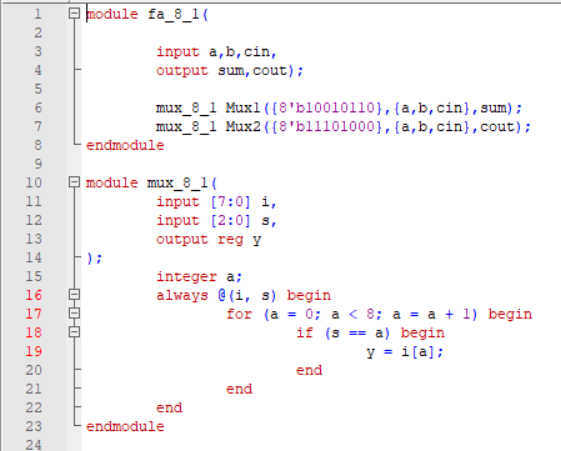 1 module fa_8_1(
2
3 input a,b,cin,
4 output sum,cout);
5
6 mux_8_1 Mux1({8'b10010110},{a,b,cin},sum);
7 mux_8_1 Mux2({8'b11101000},{a,b,cin},cout);
8 endmodule
9
10 module mux_8_1(
11 input [7:0] i,
12 input [2:0] s,
13 output reg y
14 );
15 integer a;
16 always @(i, s) begin
17 for (a = 0; a < 8; a = a + 1) begin
18 if (s == a) begin
19 y = i[a];
20 end
21 end
22 end
23 endmodule
24